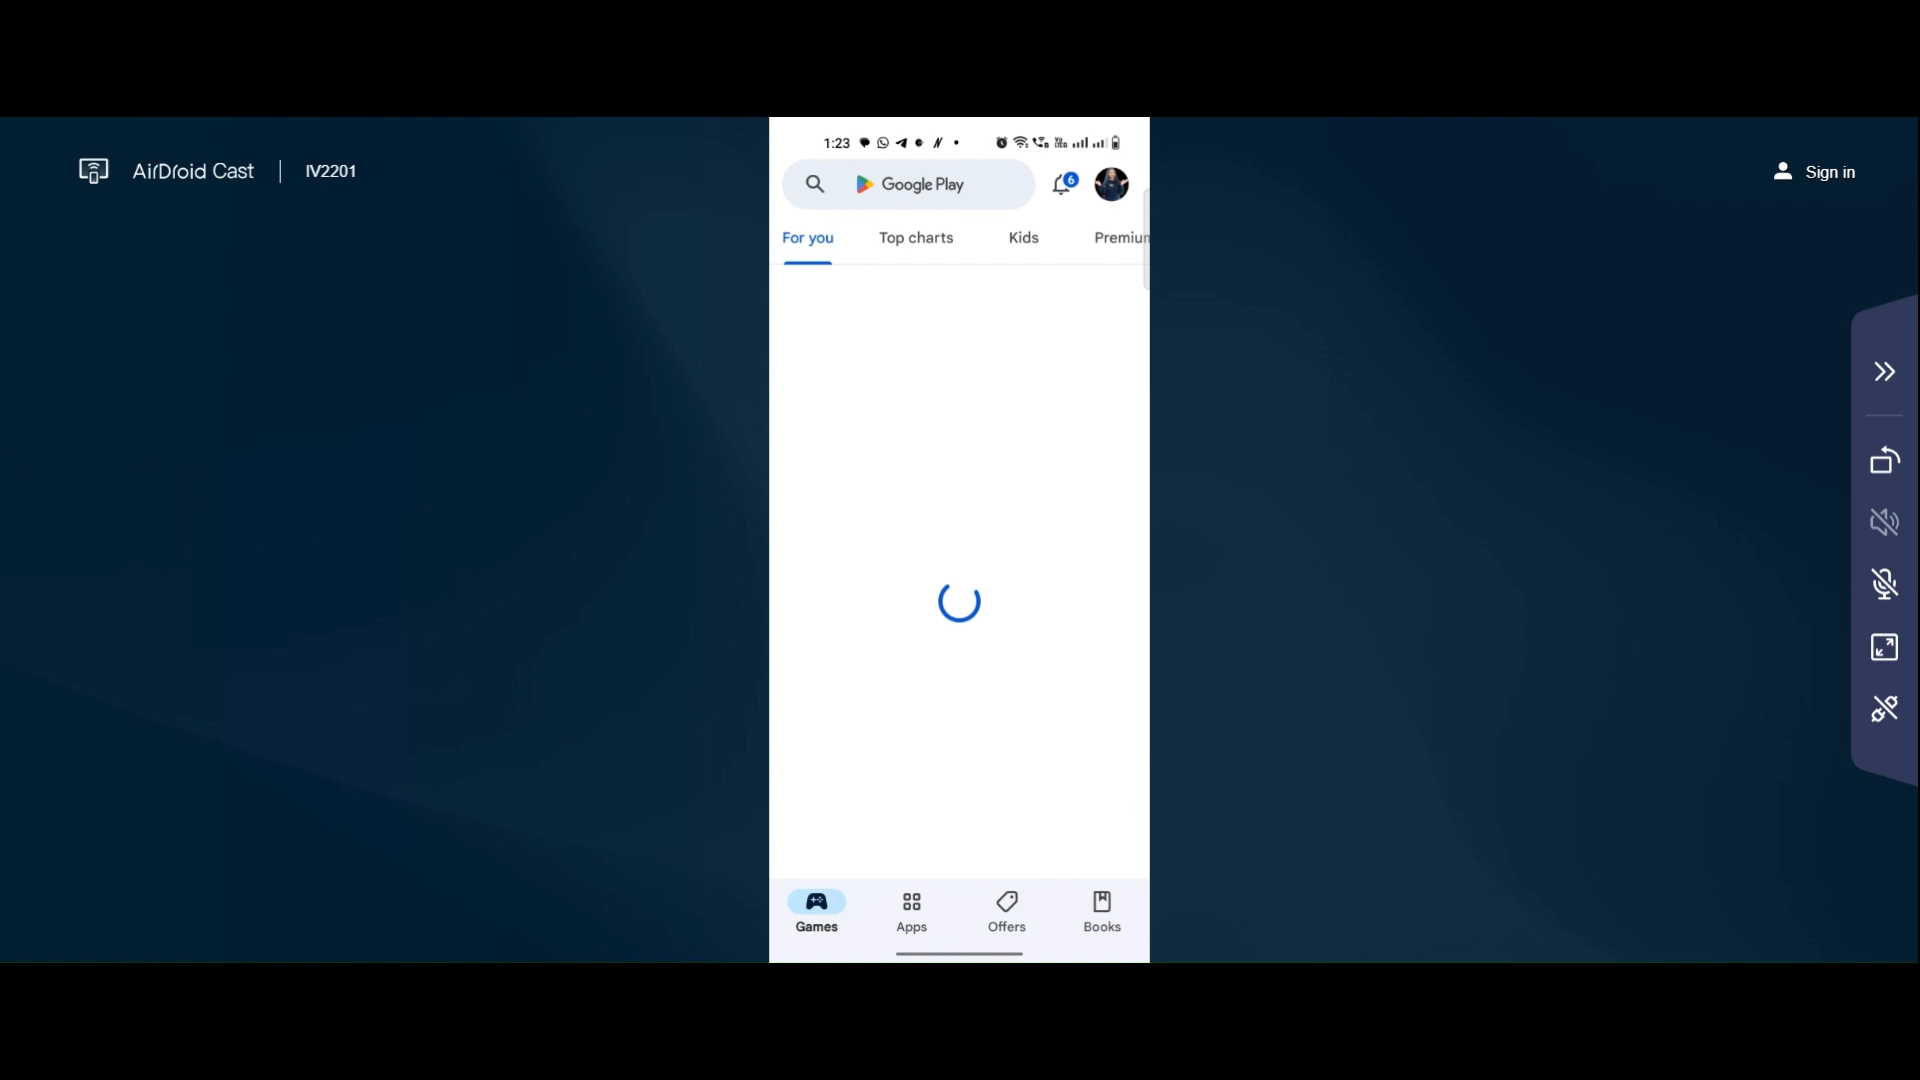 AirDroid Cast
IV2201
Sign in
1:23
Google Play
6
For you
Top charts
Kids
Premium
Games
Apps
Offers
Books